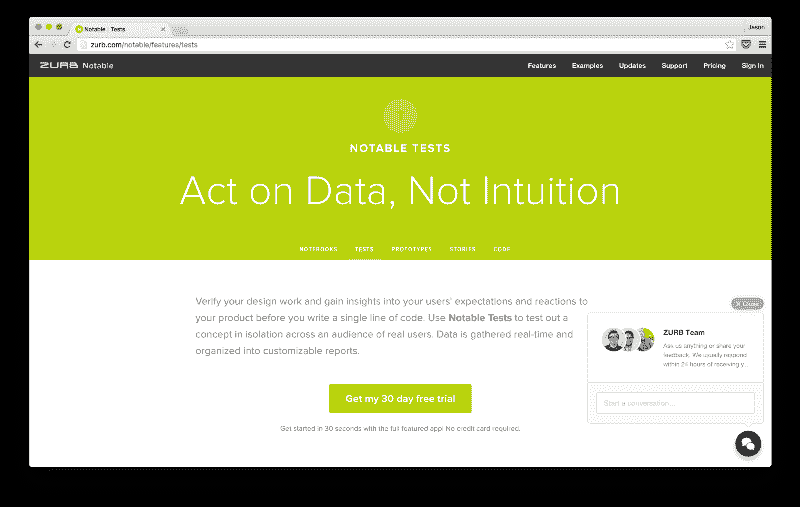 Notable | Tests
Jason
zurb.com/notable/features/tests
ZURB Notable
Features Examples Updates Support Pricing Sign In
NOTABLE TESTS
Act on Data, Not Intuition
NOTEBOOKS TESTS PROTOTYPES STORIES CODE
Verify your design work and gain insights into your users' expectations and reactions to
your product before you write a single line of code. Use Notable Tests to test out a
concept in isolation across an audience of real users. Data is gathered real-time and
organized into customizable reports.
Get my 30 day free trial
Get started in 30 seconds with the full featured app! No credit card required.
× Close
ZURB Team
Ask us anything or share your
feedback. We usually respond
within 24 hours of receiving y...
Start a conversation...